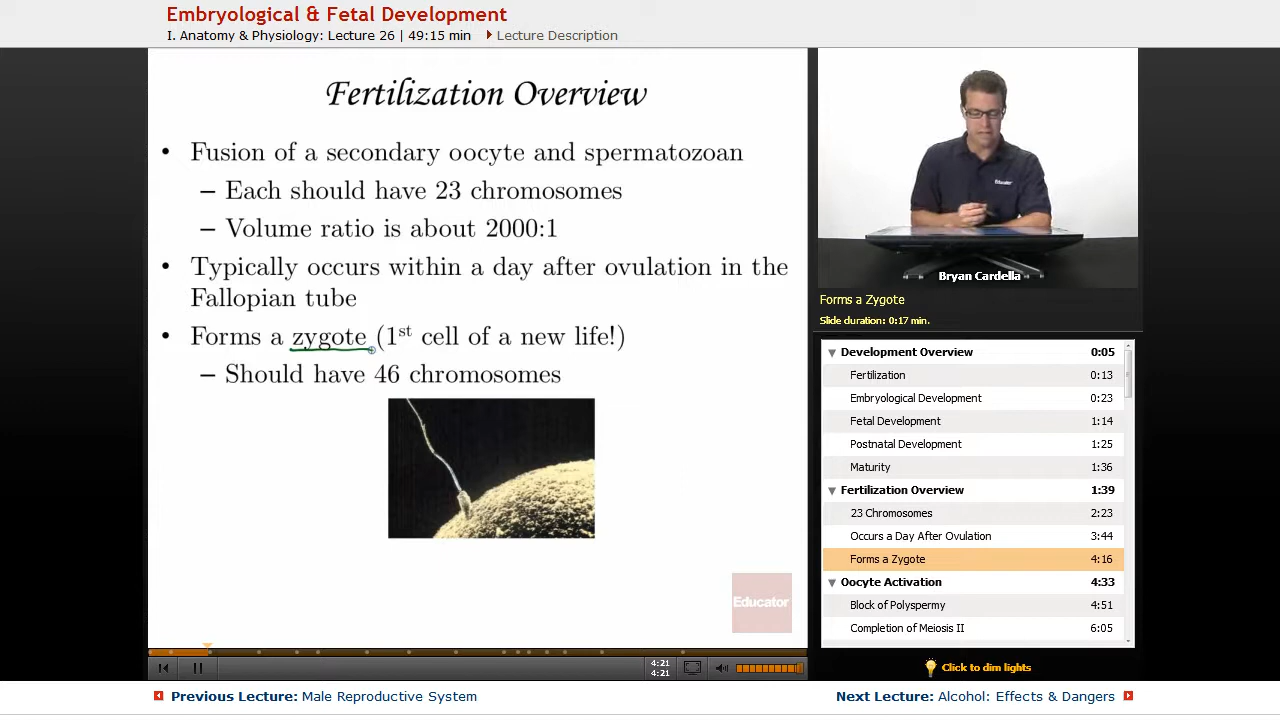 Embryological & Fetal Development
I. Anatomy & Physiology: Lecture 26 | 49:15 min Lecture Description
Fertilization Overview
• Fusion of a secondary oocyte and spermatozoan
– Each should have 23 chromosomes
– Volume ratio is about 2000:1
• Typically occurs within a day after ovulation in the
Fallopian tube
• Forms a zygote (1st cell of a new life!)
– Should have 46 chromosomes
Educator
Educator
Bryan Cardella
Forms a Zygote
Slide duration: 0:17 min.
Development Overview 0:05
Fertilization 0:13
Embryological Development 0:23
Fetal Development 1:14
Postnatal Development 1:25
Maturity 1:36
Fertilization Overview 1:39
23 Chromosomes 2:23
Occurs a Day After Ovulation 3:44
Forms a Zygote 4:16
Oocyte Activation 4:33
Block of Polyspermy 4:51
Completion of Meiosis II 6:05
4:21
4:21
Click to dim lights
Previous Lecture: Male Reproductive System
Next Lecture: Alcohol: Effects & Dangers